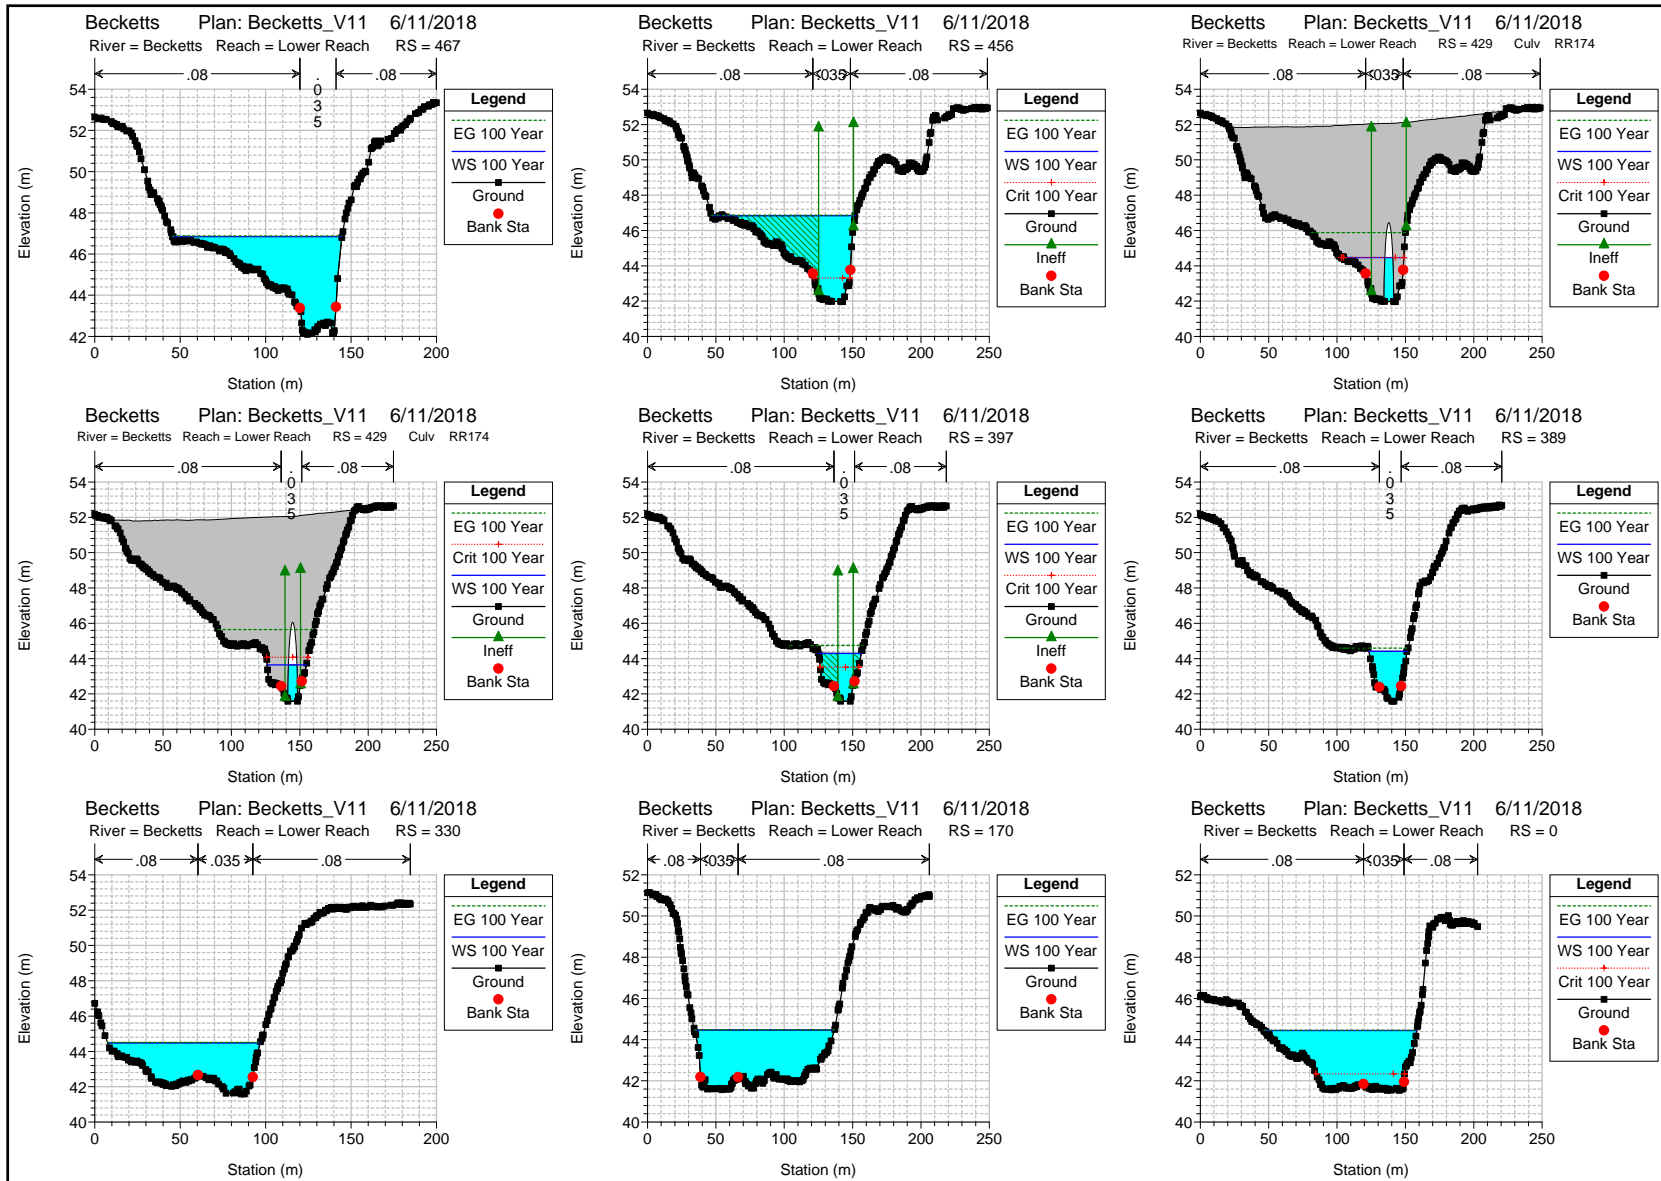 Becketts Plan: Becketts_V11 6/11/2018
River = Becketts Reach = Lower Reach RS = 467
.08 .035 .08
54
52
50
48
46
44
42
0 50 100 150 200
Elevation (m)
Station (m)
Legend
EG 100 Year
WS 100 Year
Ground
Bank Sta
Becketts Plan: Becketts_V11 6/11/2018
River = Becketts Reach = Lower Reach RS = 456
.08 .035 .08
54
52
50
48
46
44
42
40
0 50 100 150 200 250
Elevation (m)
Station (m)
Legend
EG 100 Year
WS 100 Year
Crit 100 Year
Ground
Ineff
Bank Sta
Becketts Plan: Becketts_V11 6/11/2018
River = Becketts Reach = Lower Reach RS = 429 Culv RR174
.08 .035 .08
54
52
50
48
46
44
42
40
0 50 100 150 200 250
Elevation (m)
Station (m)
Legend
EG 100 Year
WS 100 Year
Crit 100 Year
Ground
Ineff
Bank Sta
Becketts Plan: Becketts_V11 6/11/2018
River = Becketts Reach = Lower Reach RS = 429 Culv RR174
.08 .035 .08
54
52
50
48
46
44
42
40
0 50 100 150 200 250
Elevation (m)
Station (m)
Legend
EG 100 Year
Crit 100 Year
WS 100 Year
Ground
Ineff
Bank Sta
Becketts Plan: Becketts_V11 6/11/2018
River = Becketts Reach = Lower Reach RS = 397
.08 .035 .08
54
52
50
48
46
44
42
40
0 50 100 150 200 250
Elevation (m)
Station (m)
Legend
EG 100 Year
WS 100 Year
Crit 100 Year
Ground
Ineff
Bank Sta
Becketts Plan: Becketts_V11 6/11/2018
River = Becketts Reach = Lower Reach RS = 389
.08 .035 .08
54
52
50
48
46
44
42
40
0 50 100 150 200 250
Elevation (m)
Station (m)
Legend
EG 100 Year
WS 100 Year
Ground
Bank Sta
Becketts Plan: Becketts_V11 6/11/2018
River = Becketts Reach = Lower Reach RS = 330
.08 .035 .08
54
52
50
48
46
44
42
40
0 50 100 150 200
Elevation (m)
Station (m)
Legend
EG 100 Year
WS 100 Year
Ground
Bank Sta
Becketts Plan: Becketts_V11 6/11/2018
River = Becketts Reach = Lower Reach RS = 170
.08 .035 .08
52
50
48
46
44
42
40
0 50 100 150 200 250
Elevation (m)
Station (m)
Legend
EG 100 Year
WS 100 Year
Ground
Bank Sta
Becketts Plan: Becketts_V11 6/11/2018
River = Becketts Reach = Lower Reach RS = 0
.08 .035 .08
52
50
48
46
44
42
40
0 50 100 150 200 250
Elevation (m)
Station (m)
Legend
EG 100 Year
WS 100 Year
Crit 100 Year
Ground
Bank Sta